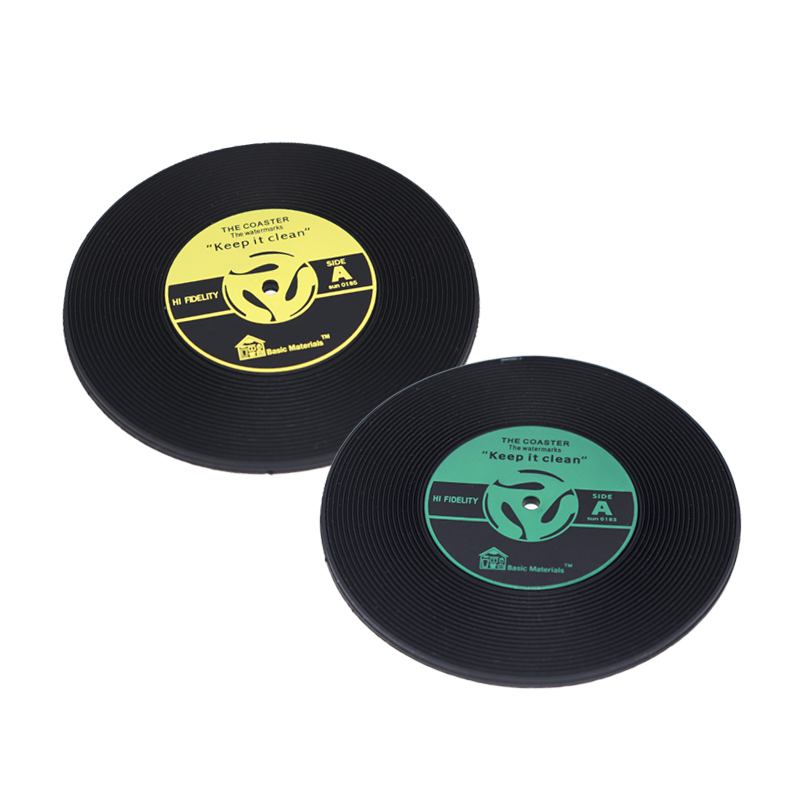 THE COASTER
The watermarks
"Keep it clean"
HI FIDELITY
SIDE
A
sun 0185
Basic Materials™
THE COASTER
The watermarks
"Keep it clean"
HI FIDELITY
SIDE
A
sun 0185
Basic Materials™